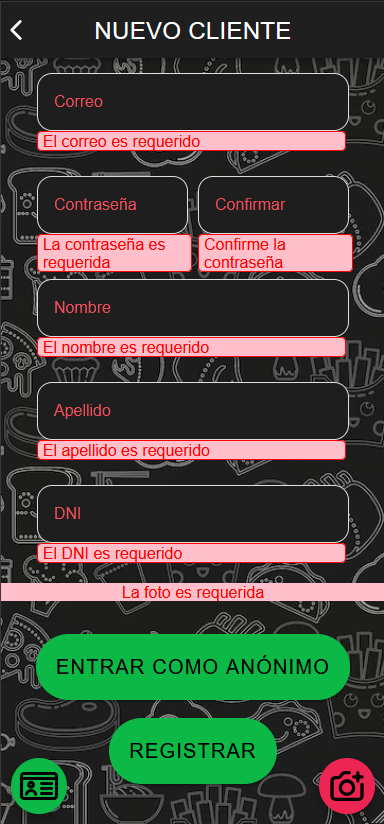 NUEVO CLIENTE
Correo
El correo es requerido
Contraseña
Confirmar
La contraseña es
requerida
Confirme la
contraseña
Nombre
El nombre es requerido
Apellido
El apellido es requerido
DNI
El DNI es requerido
La foto es requerida
ENTRAR COMO ANÓNIMO
REGISTRAR